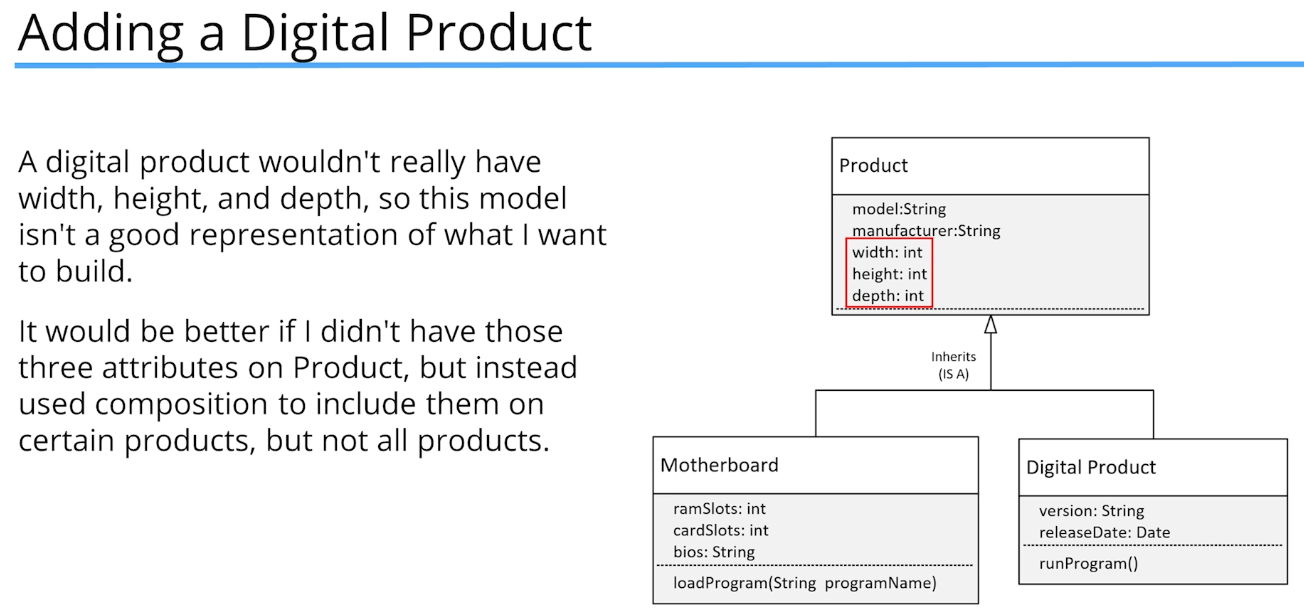 Adding a Digital Product
A digital product wouldn't really have
width, height, and depth, so this model
isn't a good representation of what I want
to build.
It would be better if I didn't have those
three attributes on Product, but instead
used composition to include them on
certain products, but not all products.
Product
model:String
manufacturer:String
width: int
height: int
depth: int
Inherits
(IS A)
Motherboard
ramSlots: int
cardSlots: int
bios: String
loadProgram(String programName)
Digital Product
version: String
releaseDate: Date
runProgram()